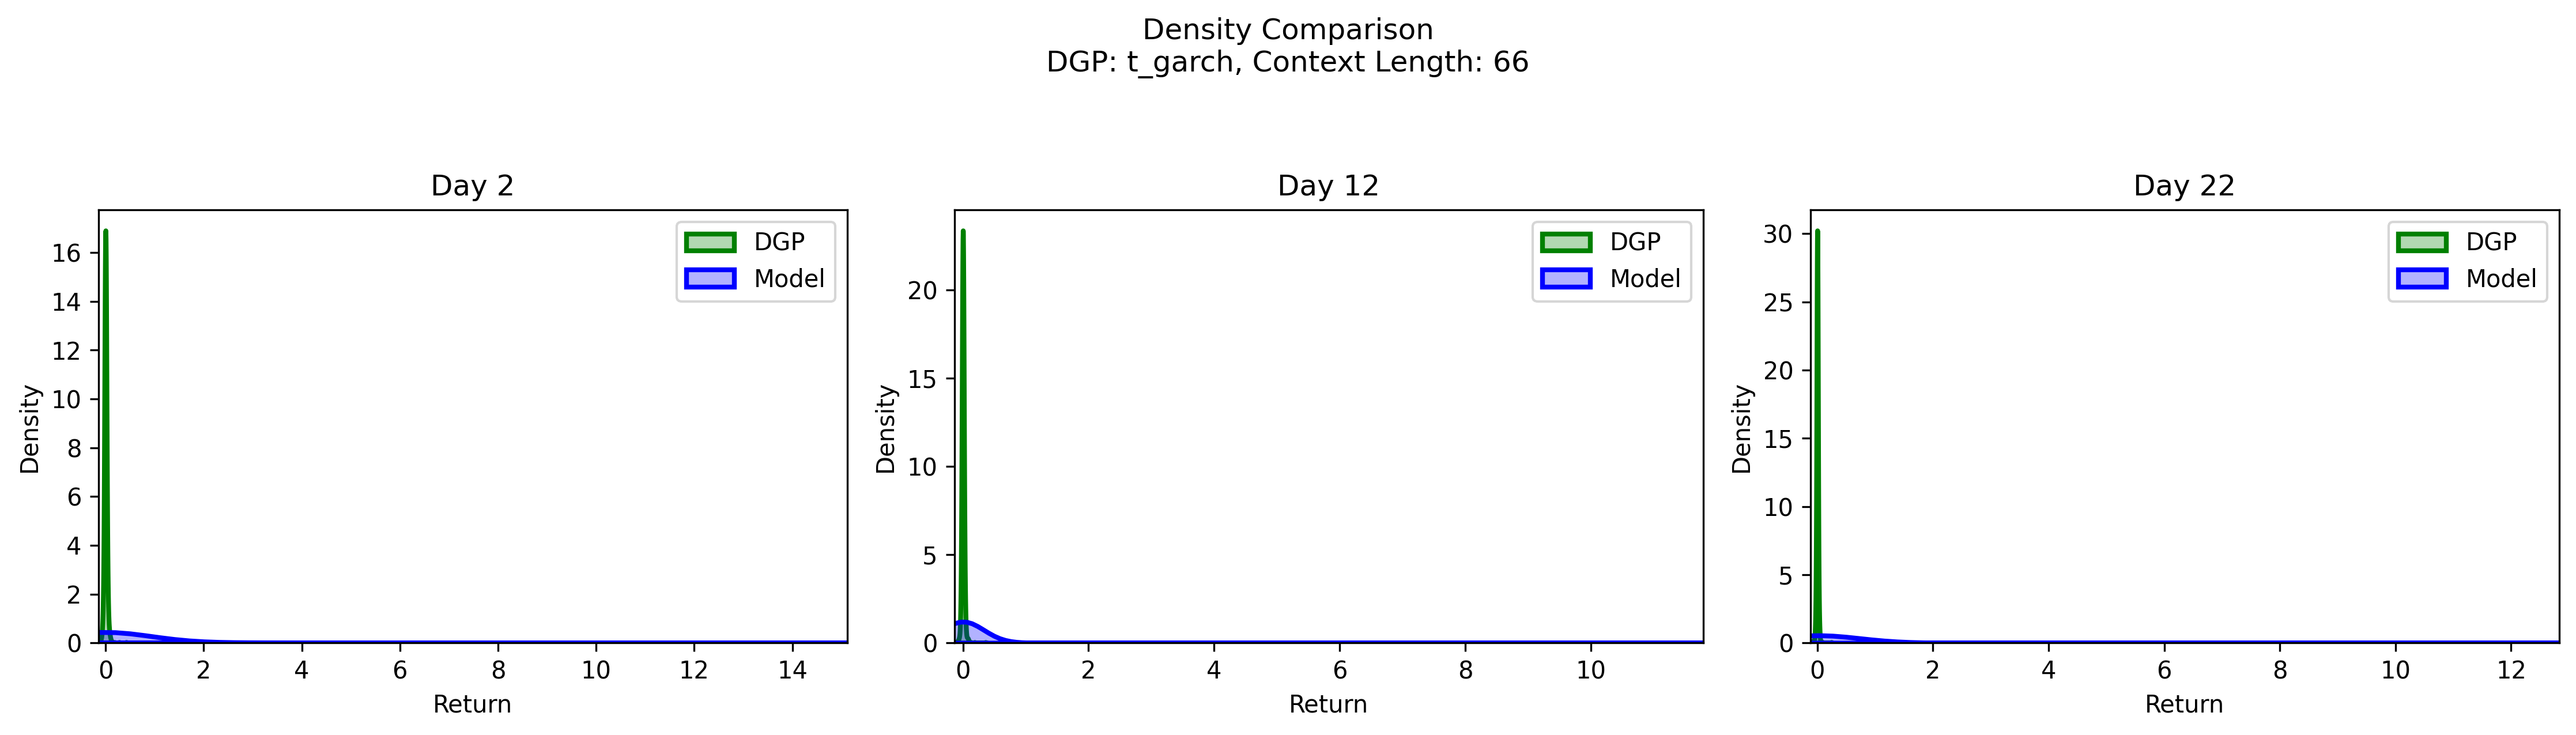 Density Comparison
DGP: t_garch, Context Length: 66
Day 2
16
14
12
10
8
6
4
2
0
Density
0 2 4 6 8 10 12 14
Return
DGP
Model
Day 12
20
15
10
5
0
Density
0 2 4 6 8 10
Return
DGP
Model
Day 22
30
25
20
15
10
5
0
Density
0 2 4 6 8 10 12
Return
DGP
Model